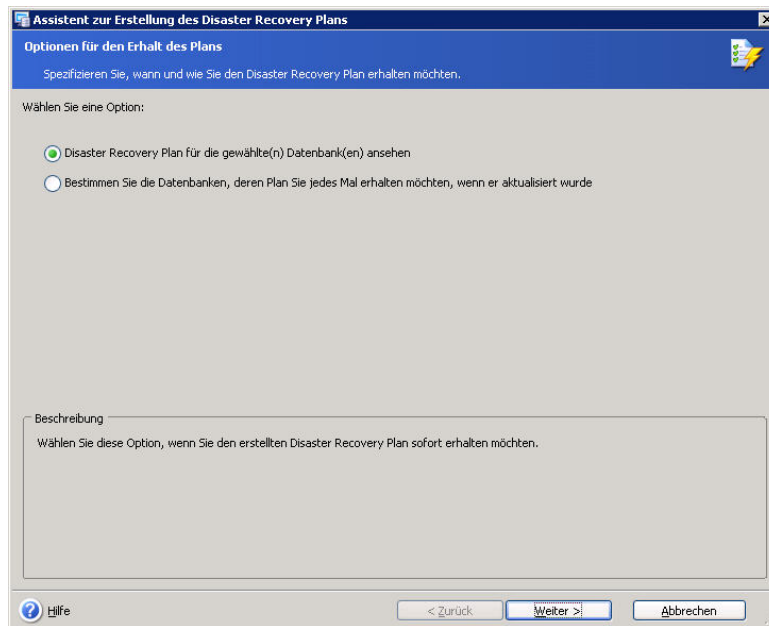 Assistent zur Erstellung des Disaster Recovery Plans
Optionen für den Erhalt des Plans
Spezifizieren Sie, wann und wie Sie den Disaster Recovery Plan erhalten möchten.
Wählen Sie eine Option:
Disaster Recovery Plan für die gewählte(n) Datenbank(en) ansehen
Bestimmen Sie die Datenbanken, deren Plan Sie jedes Mal erhalten möchten, wenn er aktualisiert wurde
Beschreibung
Wählen Sie diese Option, wenn Sie den erstellten Disaster Recovery Plan sofort erhalten möchten.
Hilfe
< Zurück
Weiter >
Abbrechen